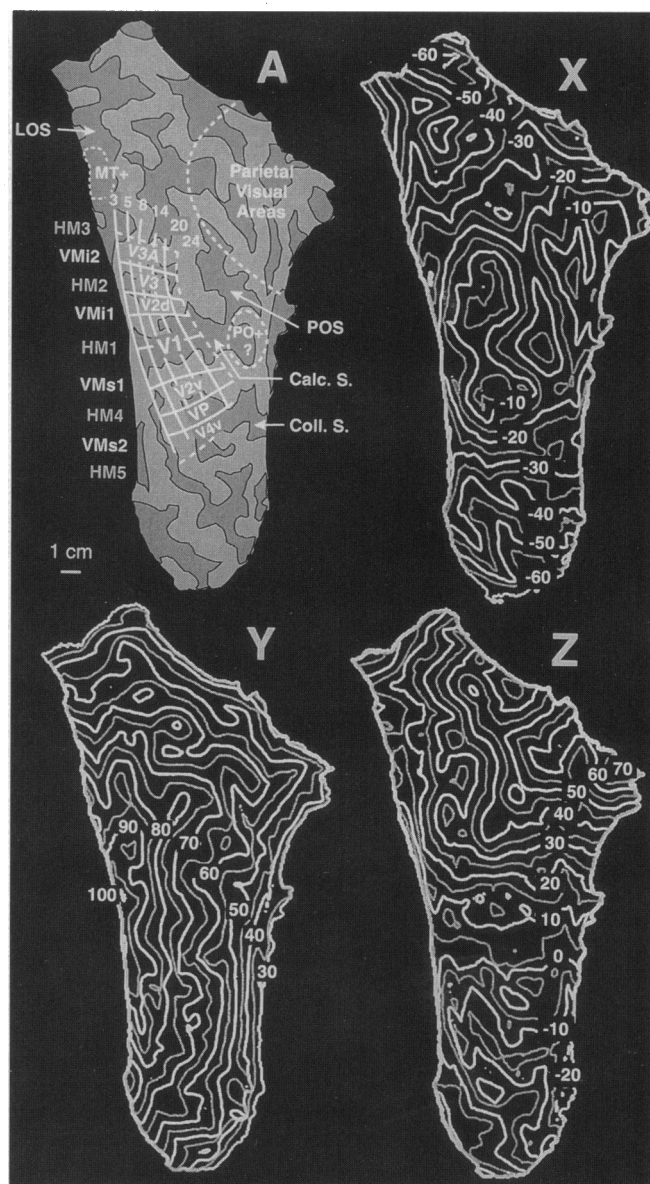 A
LOS
MT+
Parietal
Visual
Areas
3 5 8 14
20
24
HM3
V3A
VMi2
V3
HM2
V2d
VMi1
POS
HM1
V1
PO+
?
VMs1
V2v
Calc. S.
HM4
VP
VMs2
V4v
Coll. S.
HM5
1 cm
X
-60
-50
-40
-30
-20
-10
-10
-20
-30
-40
-50
-60
Y
90 80
70
60
100
50
40
30
Z
60 70
50
40
30
20
10
0
-10
-20